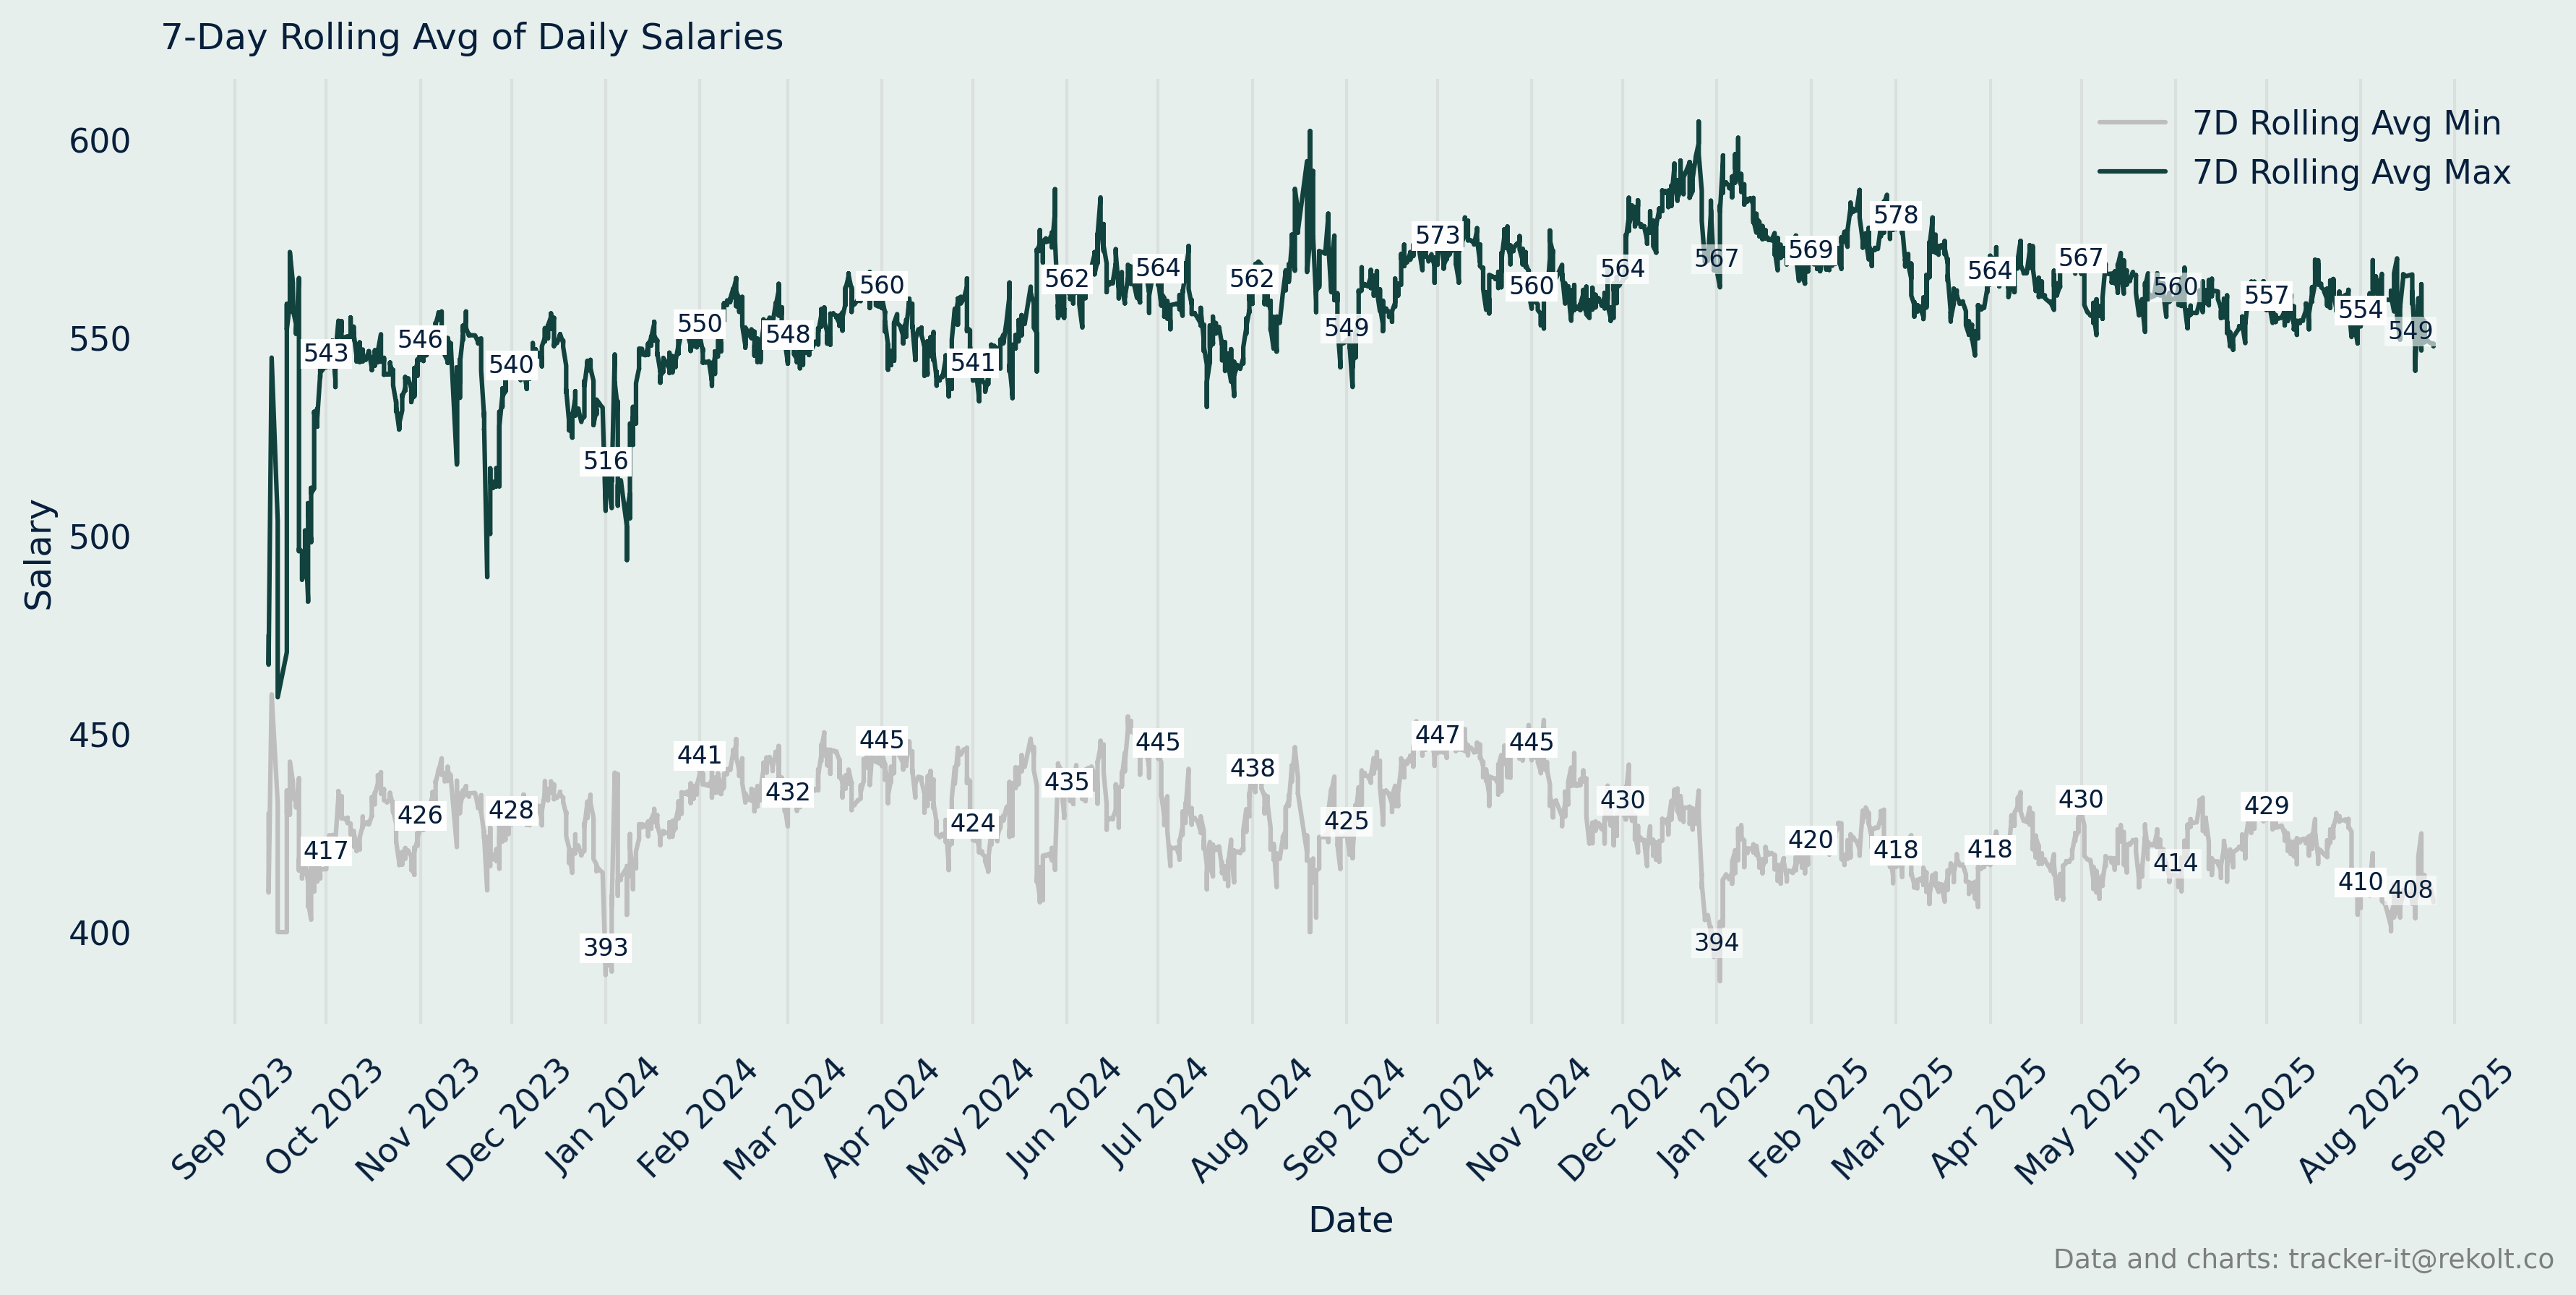 7-Day Rolling Avg of Daily Salaries
7D Rolling Avg Min
7D Rolling Avg Max
Salary
600
550
500
450
400
543
546
540
516
550
548
560
541
562
564
562
549
573
560
564
567
569
578
564
567
560
557
554
549
417
426
428
393
441
432
445
424
435
445
438
425
447
445
430
394
420
418
418
430
414
429
410
408
Sep 2023
Oct 2023
Nov 2023
Dec 2023
Jan 2024
Feb 2024
Mar 2024
Apr 2024
May 2024
Jun 2024
Jul 2024
Aug 2024
Sep 2024
Oct 2024
Nov 2024
Dec 2024
Jan 2025
Feb 2025
Mar 2025
Apr 2025
May 2025
Jun 2025
Jul 2025
Aug 2025
Sep 2025
Date
Data and charts: tracker-it@rekolt.co